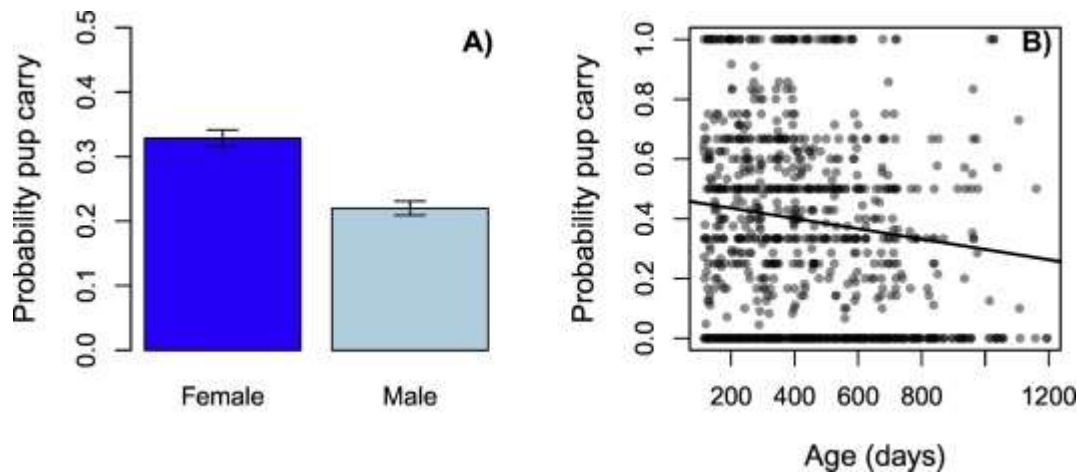 A)
Probability pup carry
0.5
0.4
0.3
0.2
0.1
0.0
Female Male
B)
Probability pup carry
1.0
0.8
0.6
0.4
0.2
0.0
200 400 600 800 1200
Age (days)